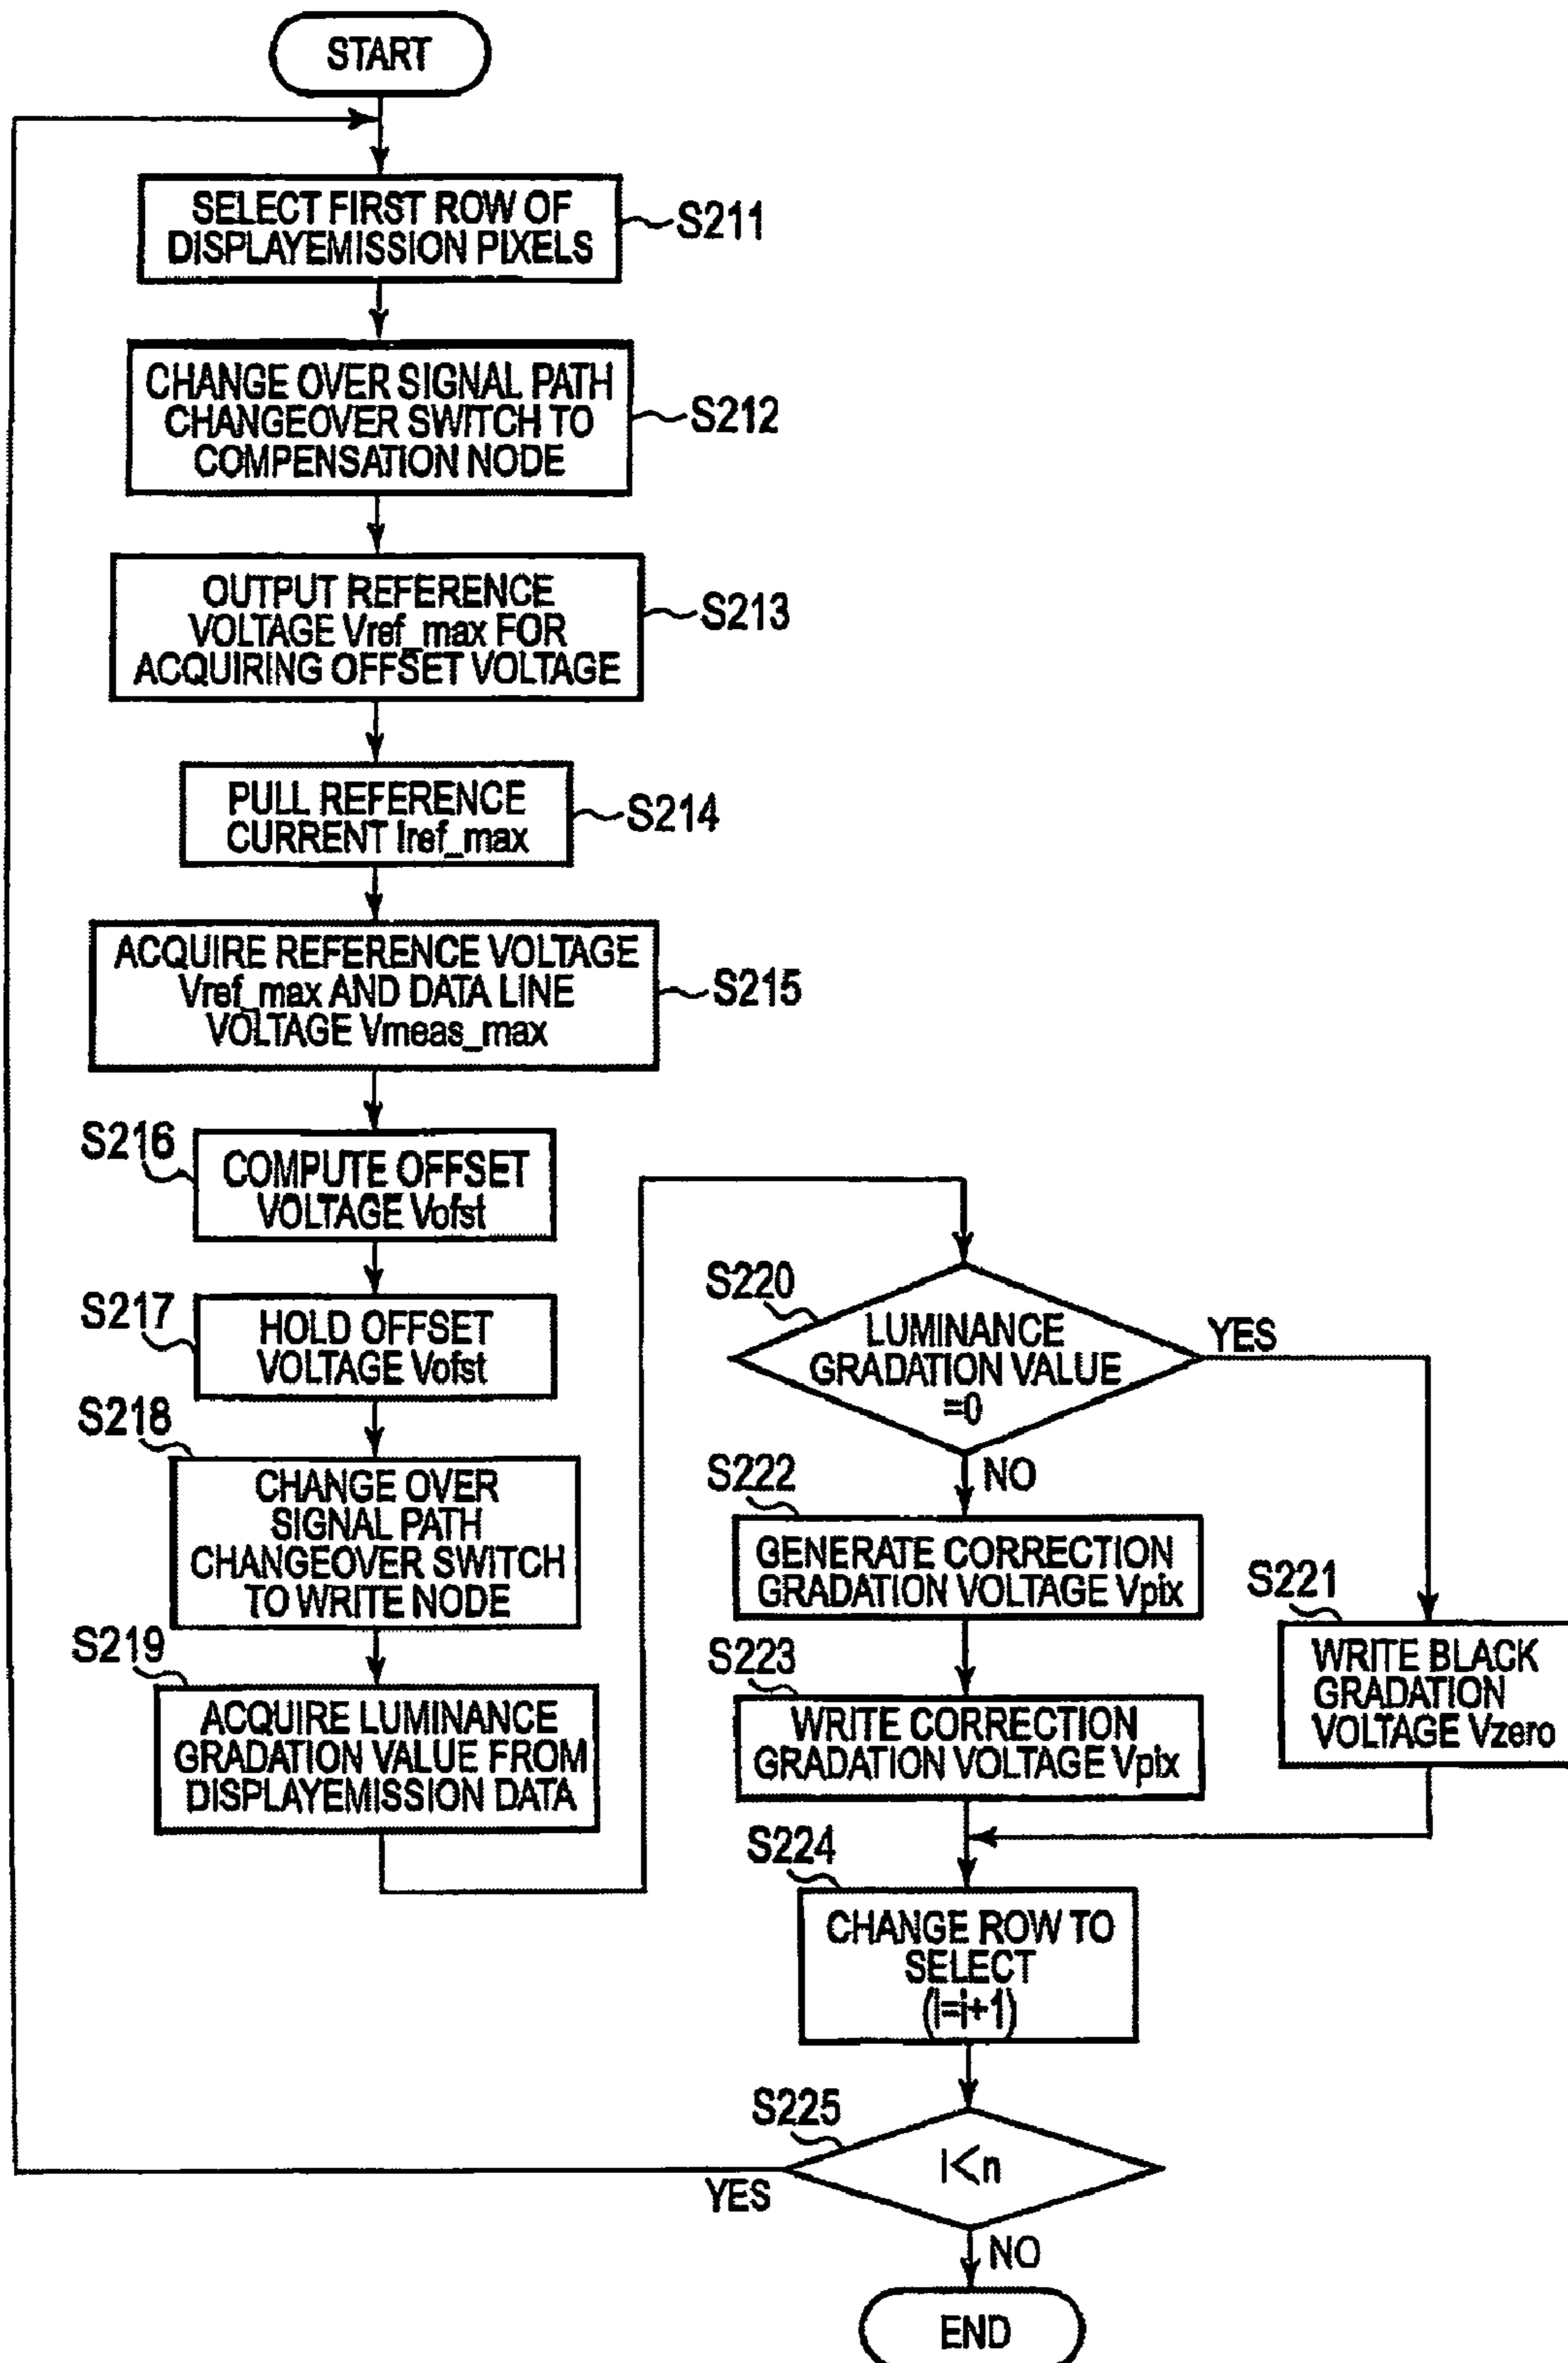 START
SELECT FIRST ROW OF
DISPLAYEMISSION PIXELS
S211
CHANGE OVER SIGNAL PATH
CHANGEOVER SWITCH TO
COMPENSATION NODE
S212
OUTPUT REFERENCE
VOLTAGE Vref_max FOR
ACQUIRING OFFSET VOLTAGE
S213
PULL REFERENCE
CURRENT Iref_max
S214
ACQUIRE REFERENCE VOLTAGE
Vref_max AND DATA LINE
VOLTAGE Vmeas_max
S215
S216
COMPUTE OFFSET
VOLTAGE Vofst
S217
HOLD OFFSET
VOLTAGE Vofst
S218
CHANGE OVER
SIGNAL PATH
CHANGEOVER SWITCH
TO WRITE NODE
S219
ACQUIRE LUMINANCE
GRADATION VALUE FROM
DISPLAYEMISSION DATA
S220
LUMINANCE
GRADATION VALUE
=0
YES
NO
S222
GENERATE CORRECTION
GRADATION VOLTAGE Vpix
S221
WRITE BLACK
GRADATION
VOLTAGE Vzero
S223
WRITE CORRECTION
GRADATION VOLTAGE Vpix
S224
CHANGE ROW TO
SELECT
(i=i+1)
S225
i<n
YES
NO
END